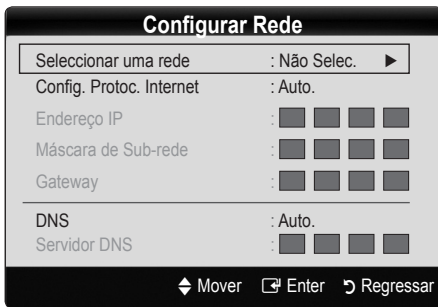 Configurar Rede
Seleccionar uma rede : Não Selec. ►
Config. Protoc. Internet : Auto.
Endereço IP :
Máscara de Sub-rede :
Gateway :
DNS : Auto.
Servidor DNS :
Mover Enter Regressar